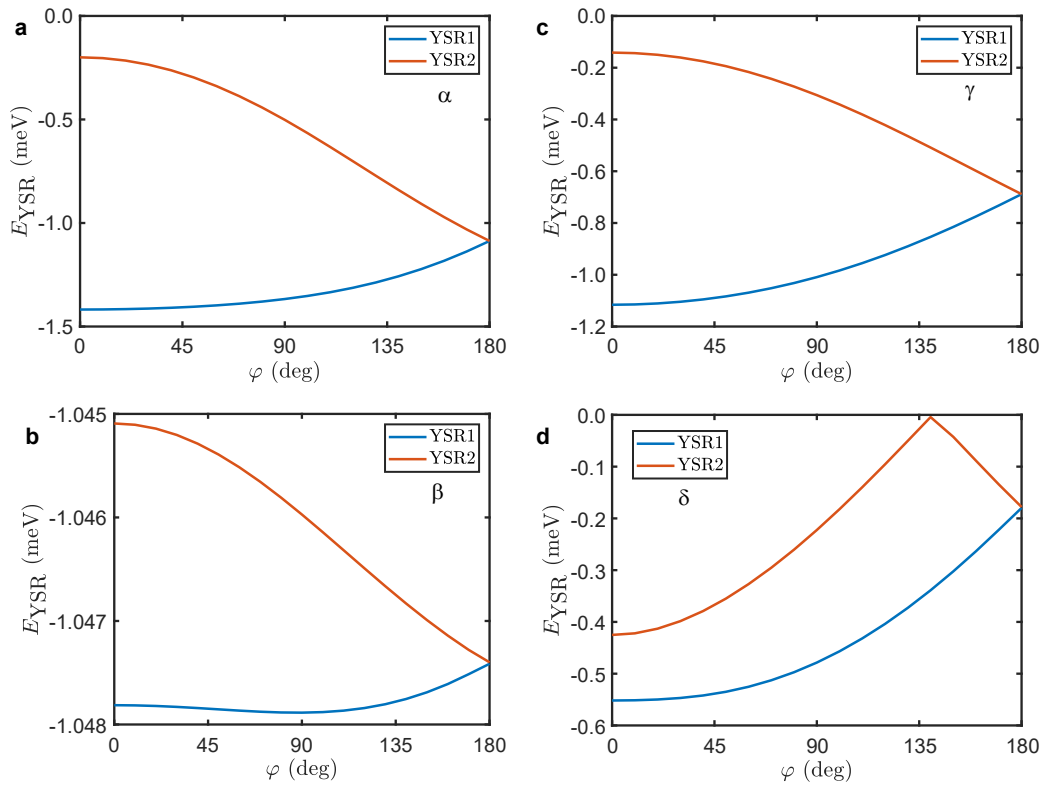 a
0.0
-0.5
-1.0
-1.5
E_YSR (meV)
YSR1
YSR2
α
0 45 90 135 180
φ (deg)
c
0.0
-0.2
-0.4
-0.6
-0.8
-1.0
-1.2
E_YSR (meV)
YSR1
YSR2
γ
0 45 90 135 180
φ (deg)
b
-1.045
-1.046
-1.047
-1.048
E_YSR (meV)
YSR1
YSR2
β
0 45 90 135 180
φ (deg)
d
0.0
-0.1
-0.2
-0.3
-0.4
-0.5
-0.6
E_YSR (meV)
YSR1
YSR2
δ
0 45 90 135 180
φ (deg)